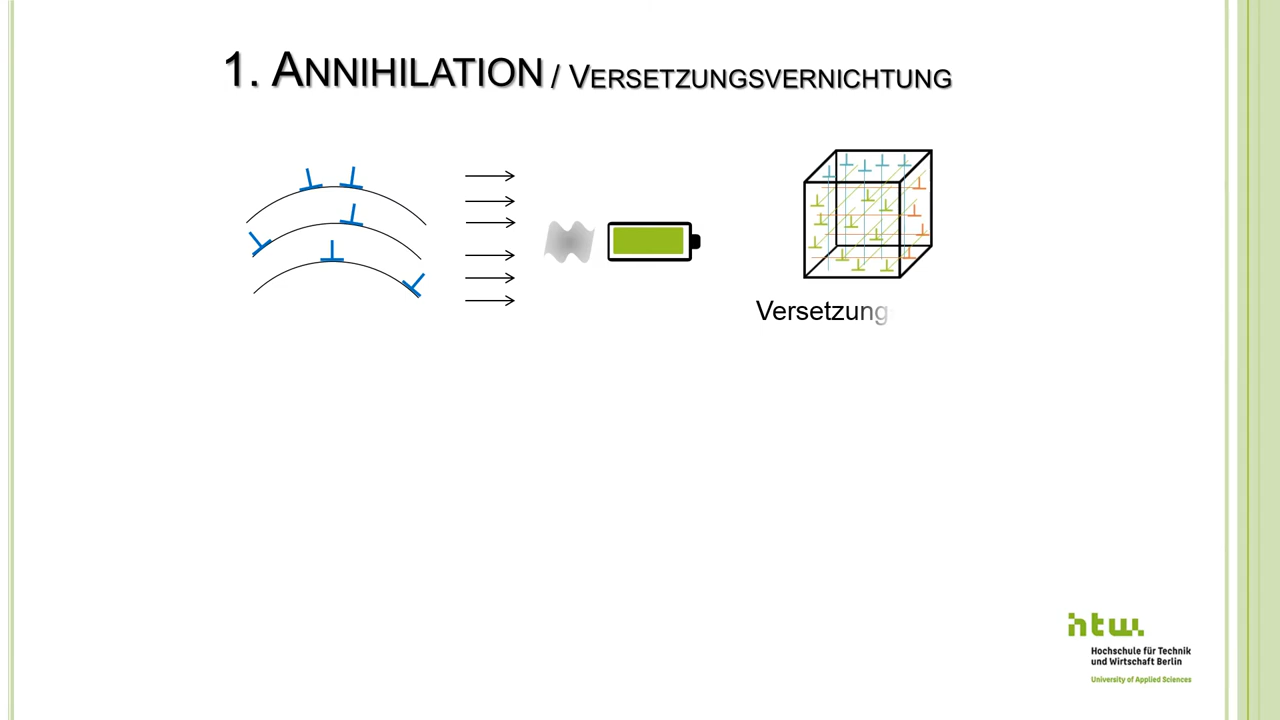 1. ANNIHILATION / VERSETZUNGSVERNICHTUNG
Versetzung
htw.
Hochschule für Technik
und Wirtschaft Berlin
University of Applied Sciences